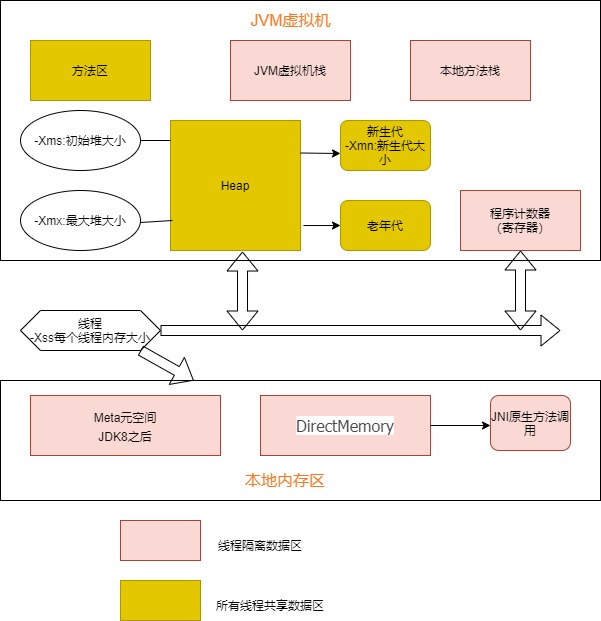 JVM虚拟机
方法区
JVM虚拟机栈
本地方法栈
-Xms:初始堆大小
新生代
-Xmn:新生代大
小
Heap
-Xmx:最大堆大小
老年代
程序计数器
（寄存器）
线程
-Xss每个线程内存大小
Meta元空间
JDK8之后
DirectMemory
JNI原生方法调
用
本地内存区
线程隔离数据区
所有线程共享数据区